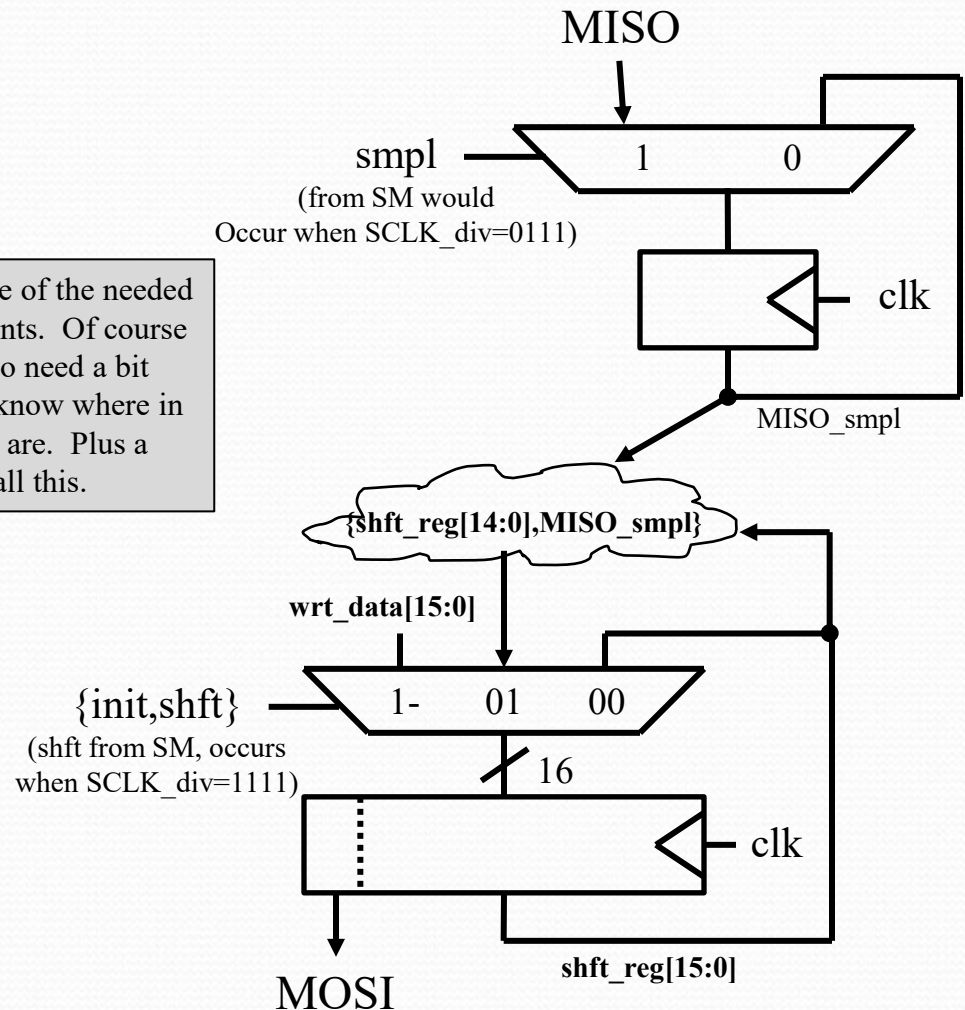 MISO
smpl
(from SM would
Occur when SCLK_div=0111)
1 0
clk
MISO_smpl
e of the needed
nts. Of course
o need a bit
know where in
are. Plus a
all this.
{shft_reg[14:0],MISO_smpl}
wrt_data[15:0]
{init,shft}
(shft from SM, occurs
when SCLK_div=1111)
1- 01 00
16
clk
shft_reg[15:0]
MOSI